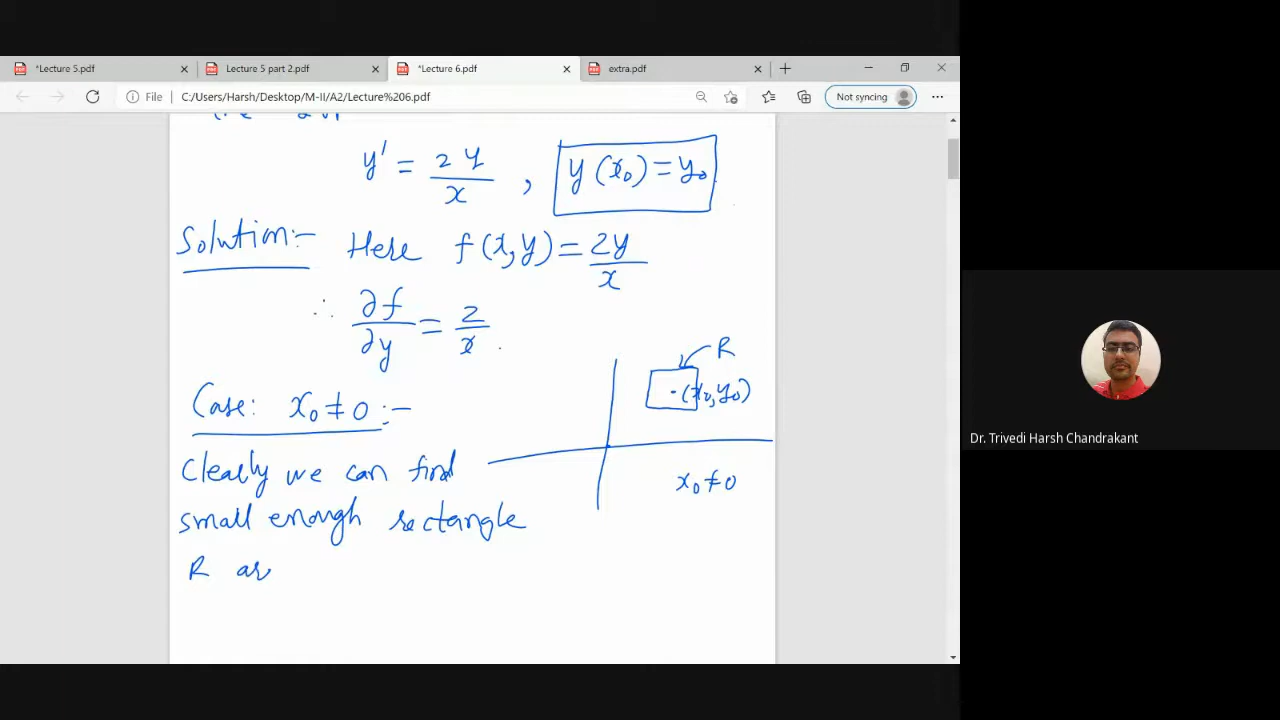 *Lecture 5.pdf
Lecture 5 part 2.pdf
*Lecture 6.pdf
extra.pdf
File
C:/Users/Harsh/Desktop/M-II/A2/Lecture%206.pdf
Not syncing
y' = 2y/x , y(x₀) = y₀
Solution:- Here f(x,y) = 2y/x
∴ ∂f/∂y = 2/x .
R
(x₀,y₀)
Case: x₀ ≠ 0 :-
Clearly we can find
x₀ ≠ 0
small enough rectangle
R ar
Dr. Trivedi Harsh Chandrakant